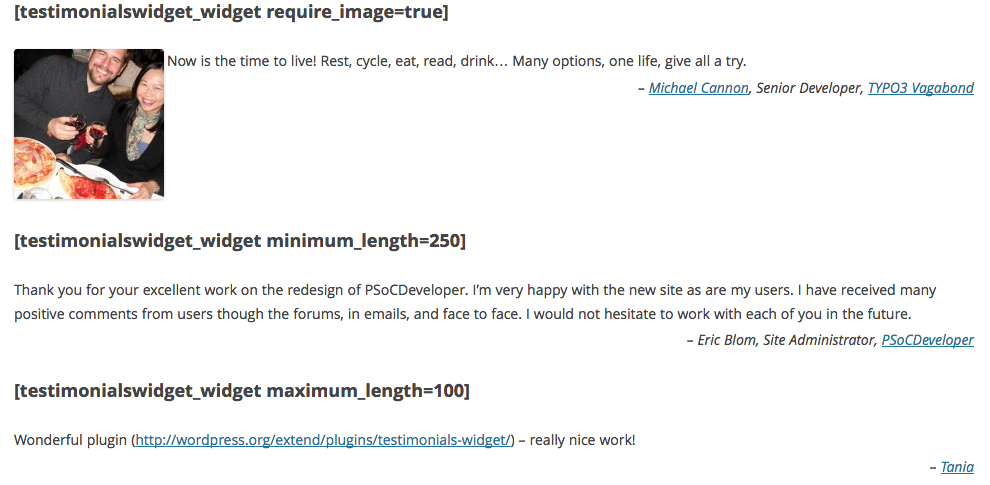 [testimonialswidget_widget require_image=true]
Now is the time to live! Rest, cycle, eat, read, drink… Many options, one life, give all a try.
– Michael Cannon, Senior Developer, TYPO3 Vagabond
[testimonialswidget_widget minimum_length=250]
Thank you for your excellent work on the redesign of PSoCDeveloper. I’m very happy with the new site as are my users. I have received many
positive comments from users though the forums, in emails, and face to face. I would not hesitate to work with each of you in the future.
– Eric Blom, Site Administrator, PSoCDeveloper
[testimonialswidget_widget maximum_length=100]
Wonderful plugin (http://wordpress.org/extend/plugins/testimonials-widget/) – really nice work!
– Tania